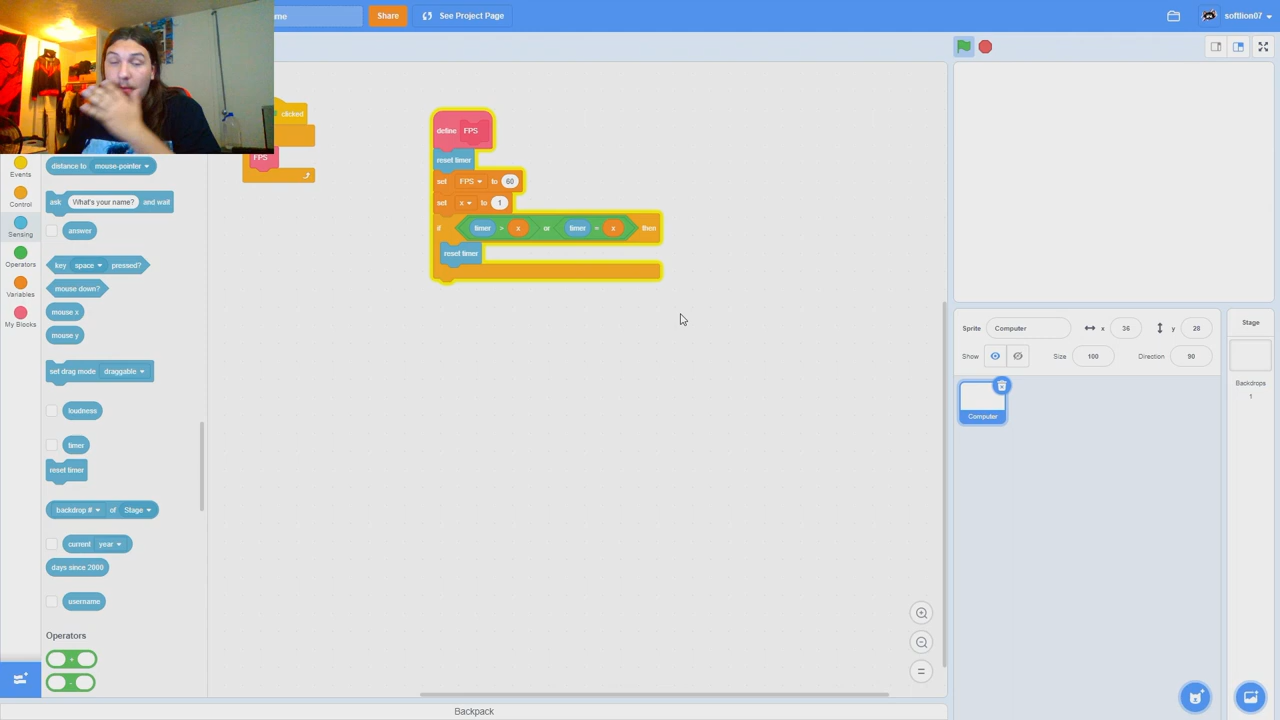 me
Share
See Project Page
softlion07
clicked
FPS
define FPS
reset timer
set FPS to 60
set x to 1
if timer > x or timer = x then
reset timer
Events
Control
Sensing
Operators
Variables
My Blocks
distance to mouse-pointer
ask What's your name? and wait
answer
key space pressed?
mouse down?
mouse x
mouse y
set drag mode draggable
loudness
timer
reset timer
backdrop # of Stage
current year
days since 2000
username
Operators
+
-
Sprite Computer x 36 y 28
Show Size 100 Direction 90
Computer
Stage
Backdrops
1
Backpack